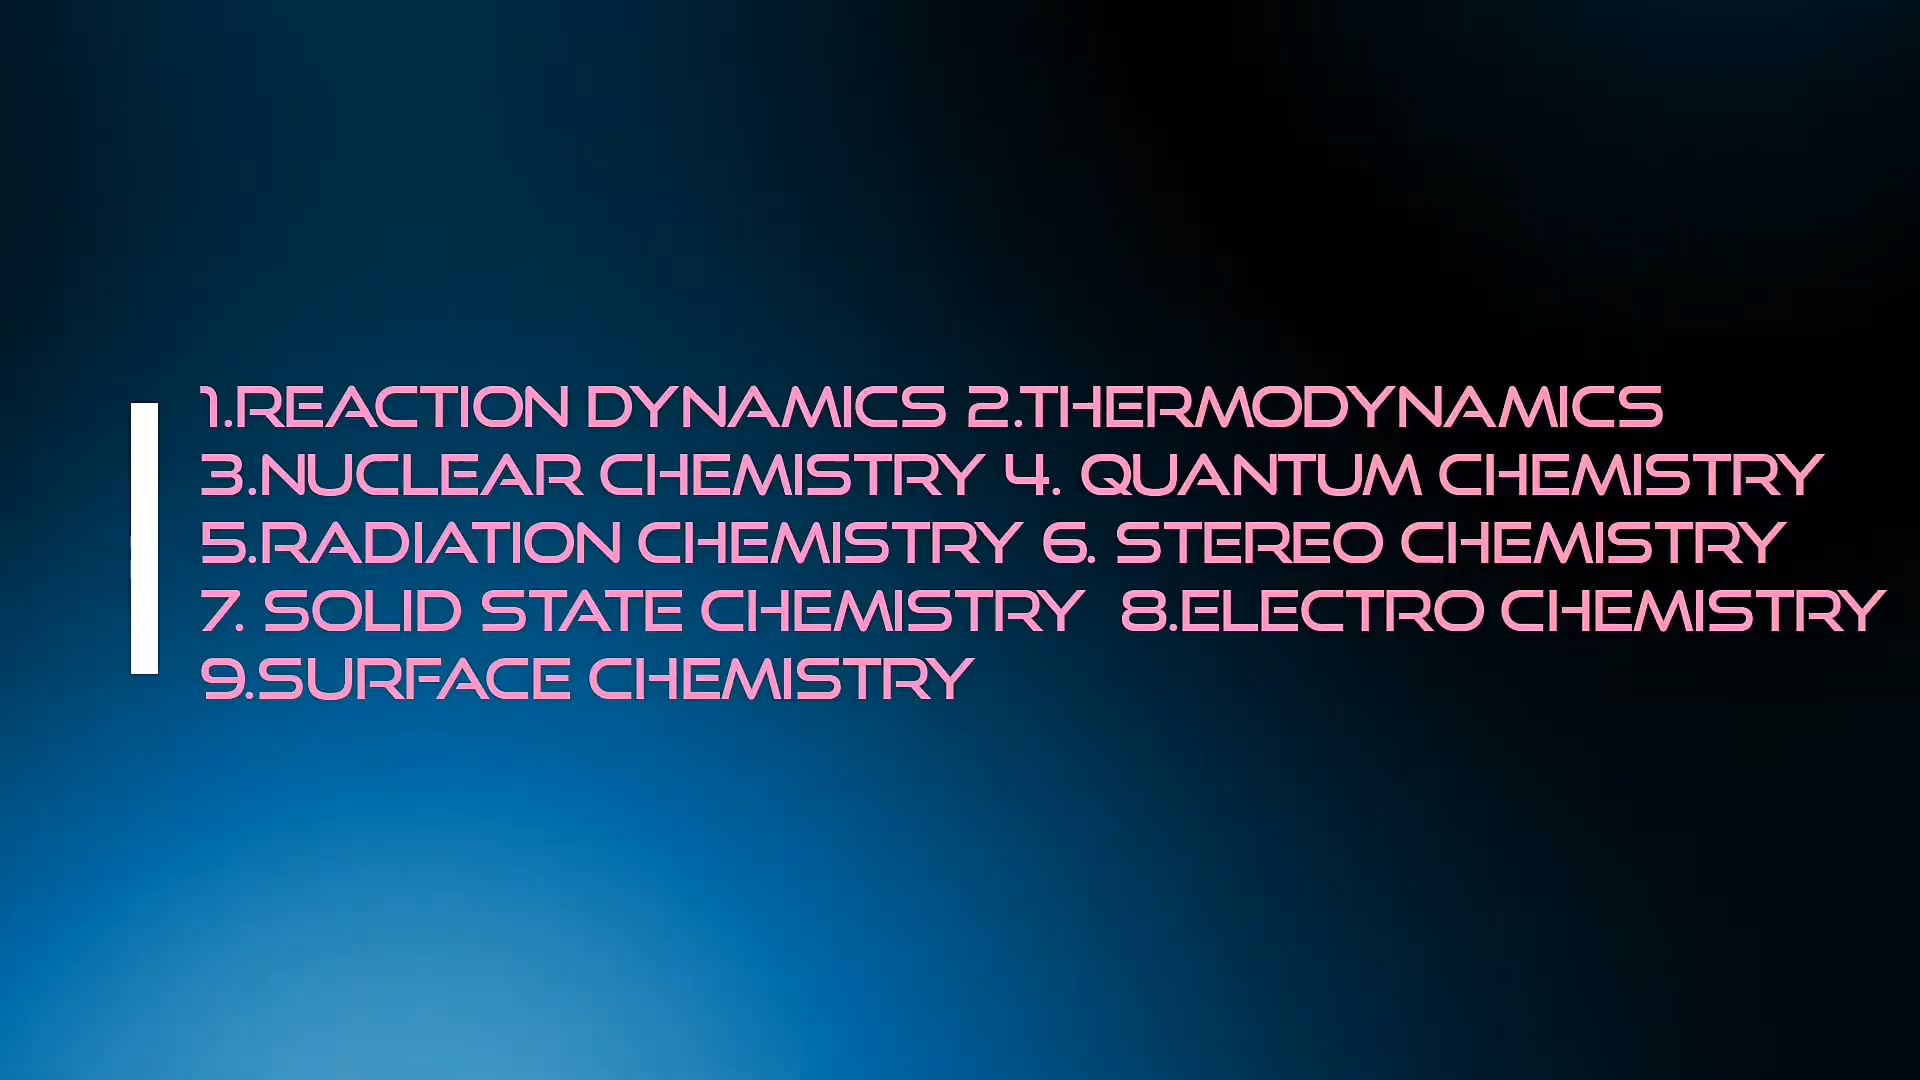 1.REACTION DYNAMICS 2.THERMODYNAMICS
3.NUCLEAR CHEMISTRY 4. QUANTUM CHEMISTRY
5.RADIATION CHEMISTRY 6. STEREO CHEMISTRY
7. SOLID STATE CHEMISTRY 8.ELECTRO CHEMISTRY
9.SURFACE CHEMISTRY